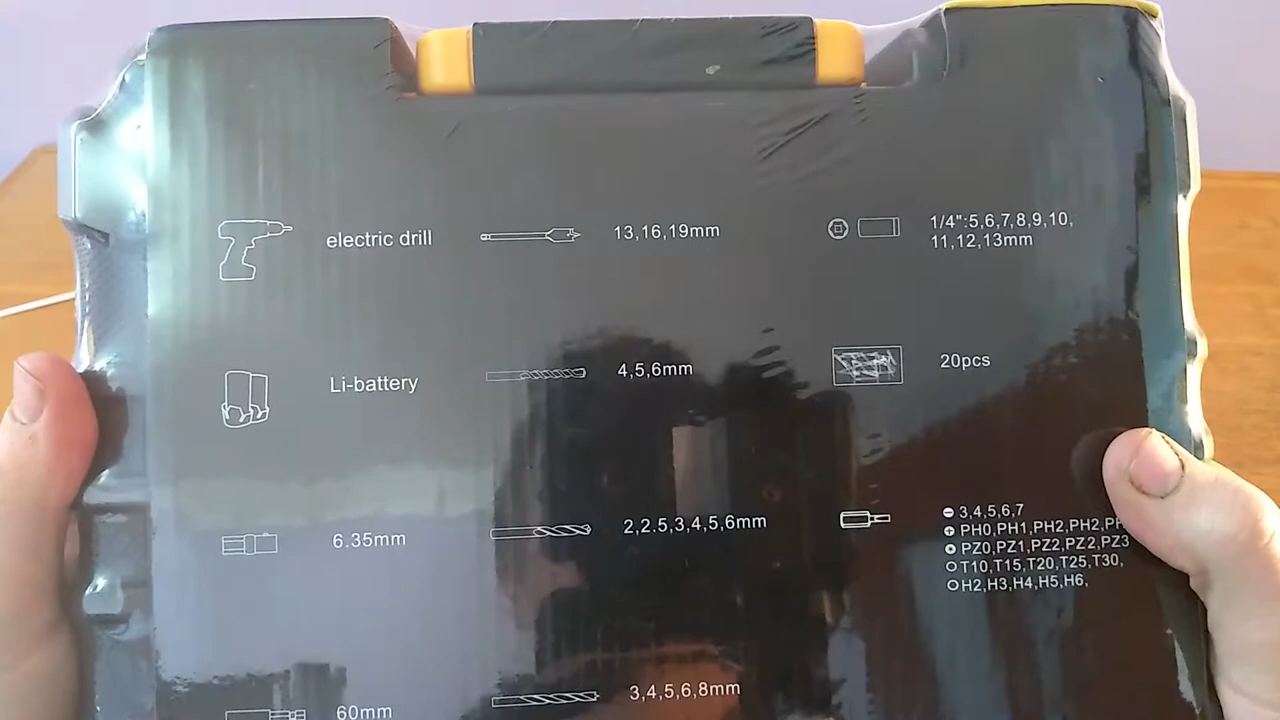 electric drill
Li-battery
6.35mm
60mm
13,16,19mm
4,5,6mm
2,2.5,3,4,5,6mm
3,4,5,6,8mm
1/4":5,6,7,8,9,10,
11,12,13mm
20pcs
3,4,5,6,7
PH0,PH1,PH2,PH2,
PZ0,PZ1,PZ2,PZ2,PZ3
T10,T15,T20,T25,T30,
H2,H3,H4,H5,H6,